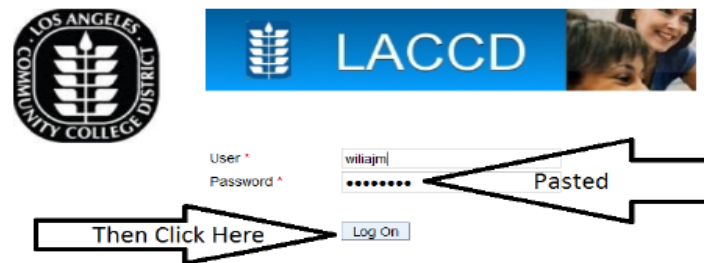 LOS ANGELES
COMMUNITY COLLEGE DISTRICT
LACCD
User *
wiliajm
Password *
●●●●●●●●
Pasted
Then Click Here
Log On